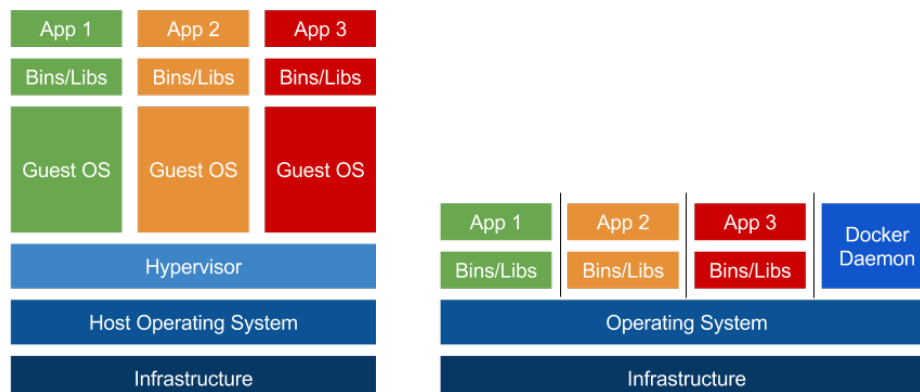 App 1
App 2
App 3
Bins/Libs
Bins/Libs
Bins/Libs
Guest OS
Guest OS
Guest OS
Hypervisor
Host Operating System
Infrastructure
App 1
App 2
App 3
Docker
Daemon
Bins/Libs
Bins/Libs
Bins/Libs
Operating System
Infrastructure